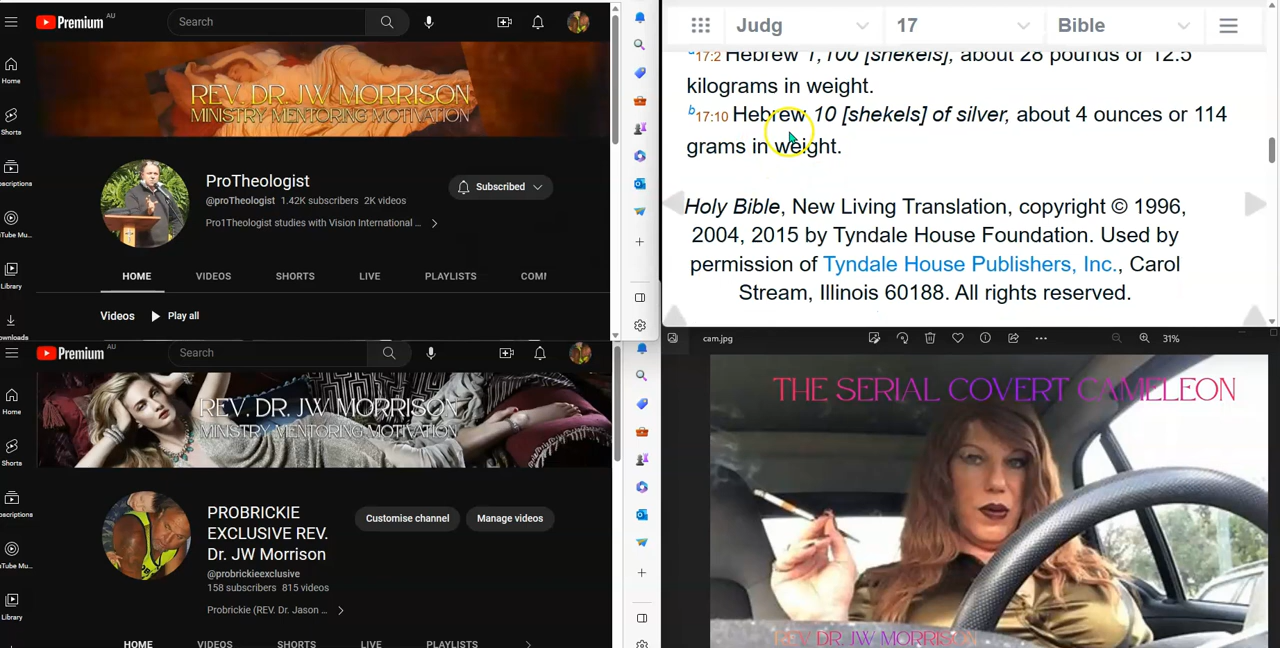 Premium AU
Search
Home
Shorts
Library
REV. DR. JW MORRISON
MINISTRY MENTORING MOTIVATION
ProTheologist
@proTheologist 1.42K subscribers 2K videos
Pro1Theologist studies with Vision International ...
Subscribed
HOME VIDEOS SHORTS LIVE PLAYLISTS
Videos Play all
Premium AU
Search
Home
Shorts
Library
REV. DR. JW MORRISON
MINISTRY MENTORING MOTIVATION
PROBRICKIE
EXCLUSIVE REV.
Dr. JW Morrison
@probrickieexclusive
158 subscribers 815 videos
Probrickie (REV. Dr. Jason ...
Customise channel Manage videos
HOME VIDEOS SHORTS LIVE PLAYLISTS
Judg 17 Bible
17:2 Hebrew 1,100 [shekels], about 28 pounds or 12.5
kilograms in weight.
b 17:10 Hebrew 10 [shekels] of silver, about 4 ounces or 114
grams in weight.
Holy Bible, New Living Translation, copyright © 1996,
2004, 2015 by Tyndale House Foundation. Used by
permission of Tyndale House Publishers, Inc., Carol
Stream, Illinois 60188. All rights reserved.
cam.jpg 31%
THE SERIAL COVERT CAMELEON
REV. DR. JW MORRISON